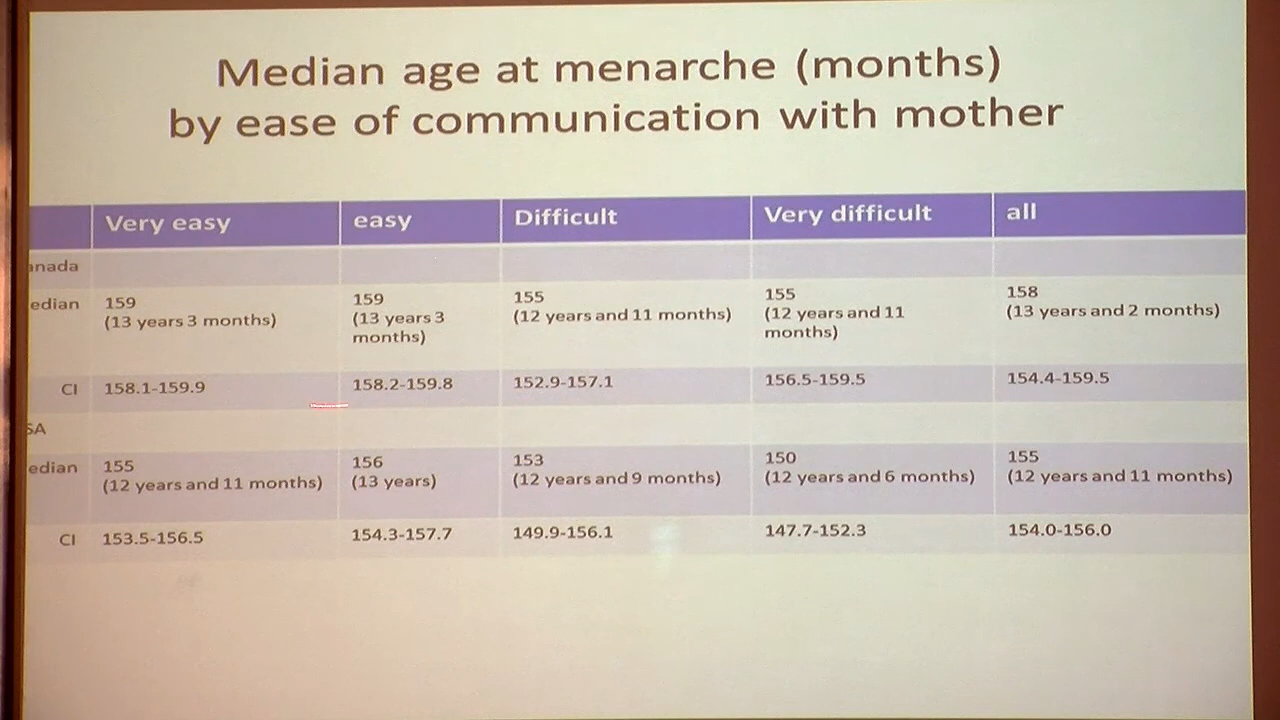 Median age at menarche (months)
by ease of communication with mother
Very easy easy Difficult Very difficult all
anada
edian 159 159 155 155 158
(13 years 3 months) (13 years 3 (12 years and 11 months) (12 years and 11 (13 years and 2 months)
months) months)
CI 158.1-159.9 158.2-159.8 152.9-157.1 156.5-159.5 154.4-159.5
SA
edian 155 156 153 150 155
(12 years and 11 months) (13 years) (12 years and 9 months) (12 years and 6 months) (12 years and 11 months)
CI 153.5-156.5 154.3-157.7 149.9-156.1 147.7-152.3 154.0-156.0